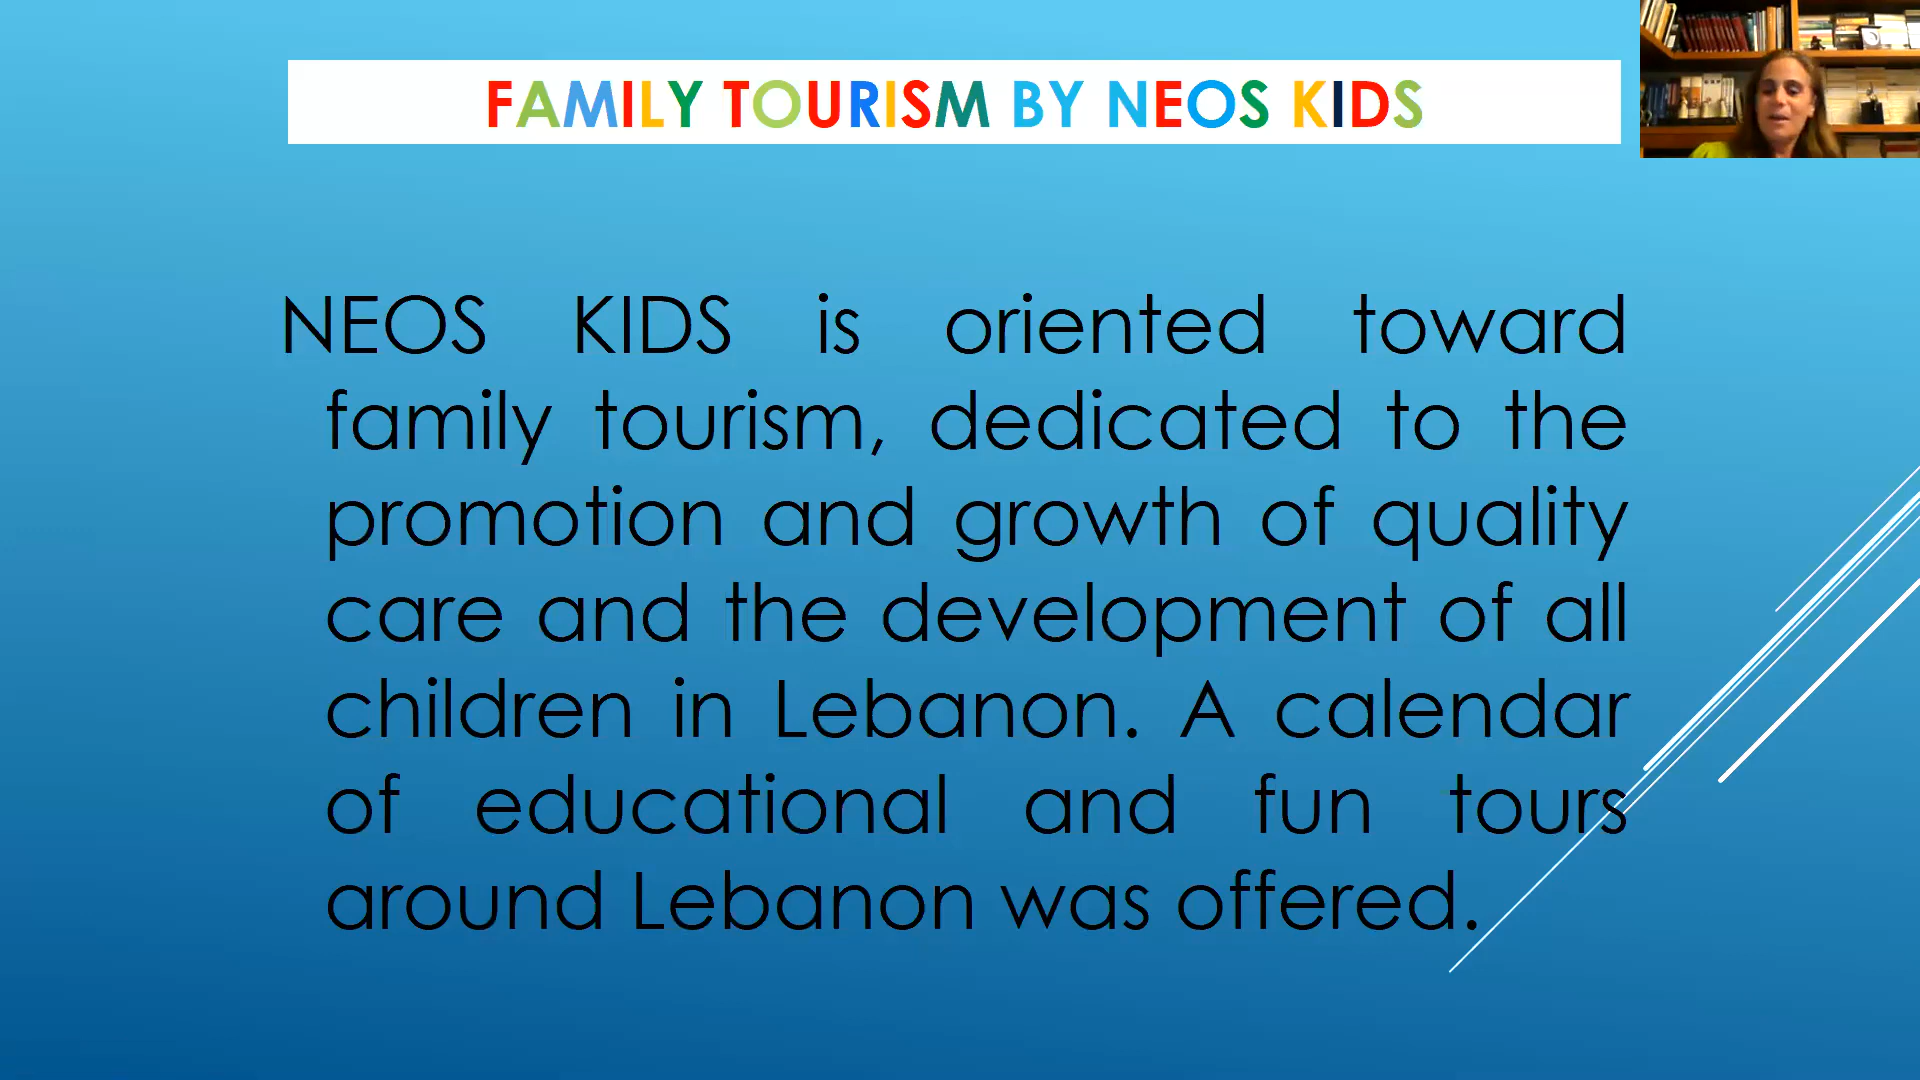 FAMILY TOURISM BY NEOS KIDS
NEOS KIDS is oriented toward
family tourism, dedicated to the
promotion and growth of quality
care and the development of all
children in Lebanon. A calendar
of educational and fun tours
around Lebanon was offered.